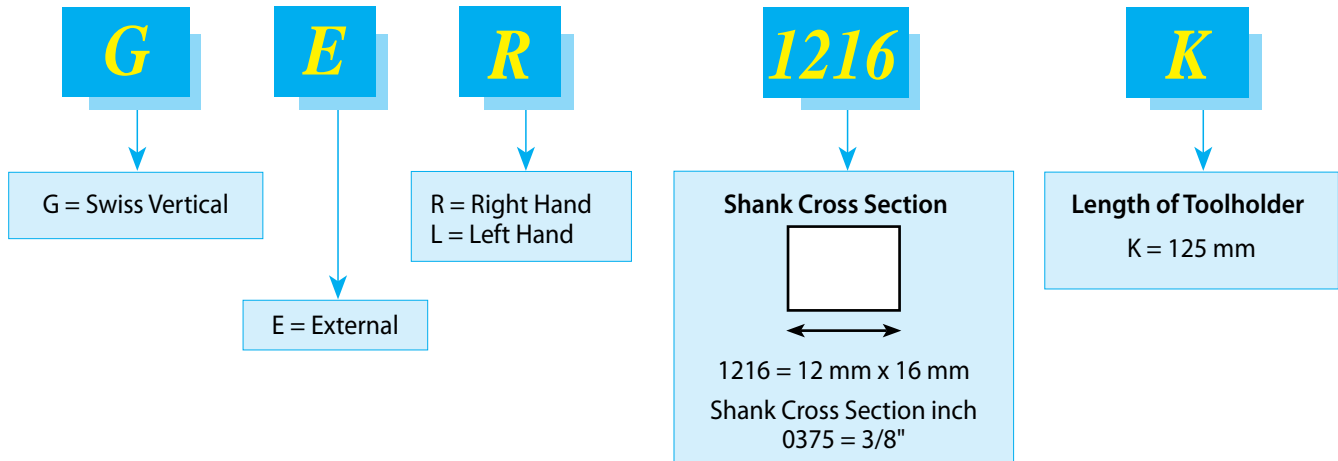 G E R 1216 K
G = Swiss Vertical
E = External
R = Right Hand
L = Left Hand
Shank Cross Section
1216 = 12 mm x 16 mm
Shank Cross Section inch
0375 = 3/8"
Length of Toolholder
K = 125 mm